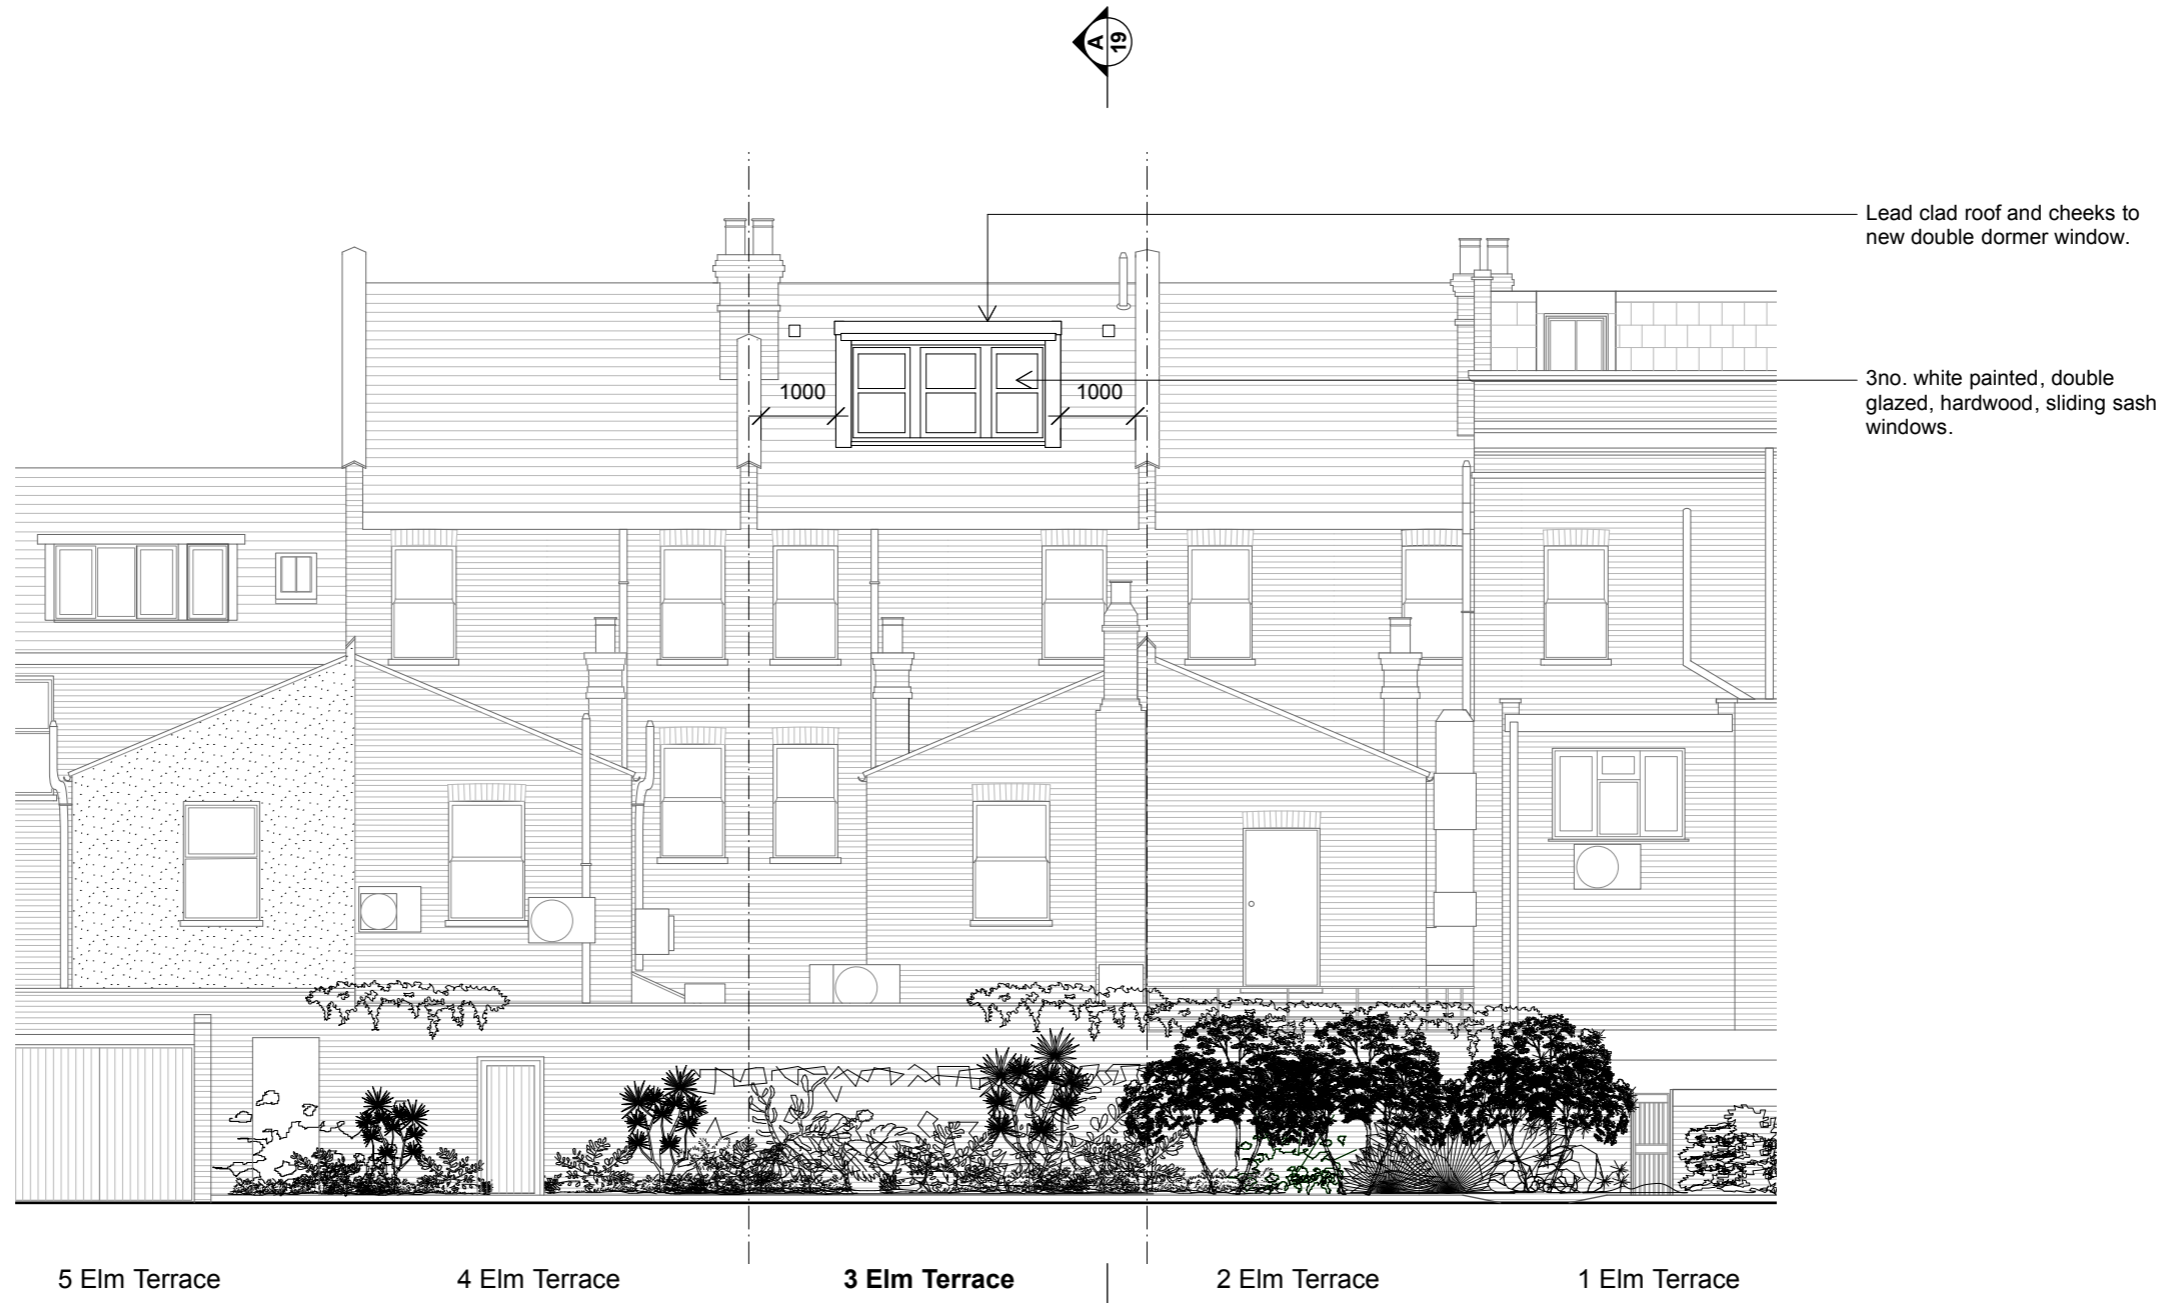 A
19
Lead clad roof and cheeks to
new double dormer window.
3no. white painted, double
glazed, hardwood, sliding sash
windows.
1000
1000
5 Elm Terrace
4 Elm Terrace
3 Elm Terrace
2 Elm Terrace
1 Elm Terrace